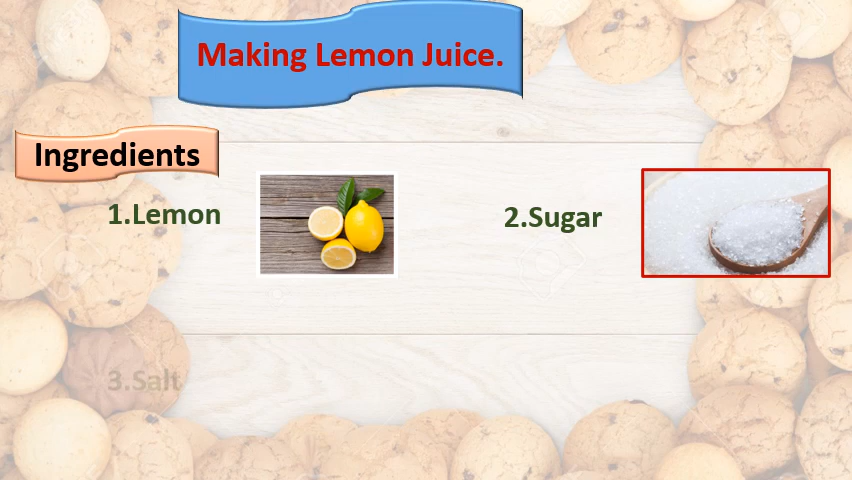 Making Lemon Juice.
Ingredients
1.Lemon
2.Sugar
3.Salt